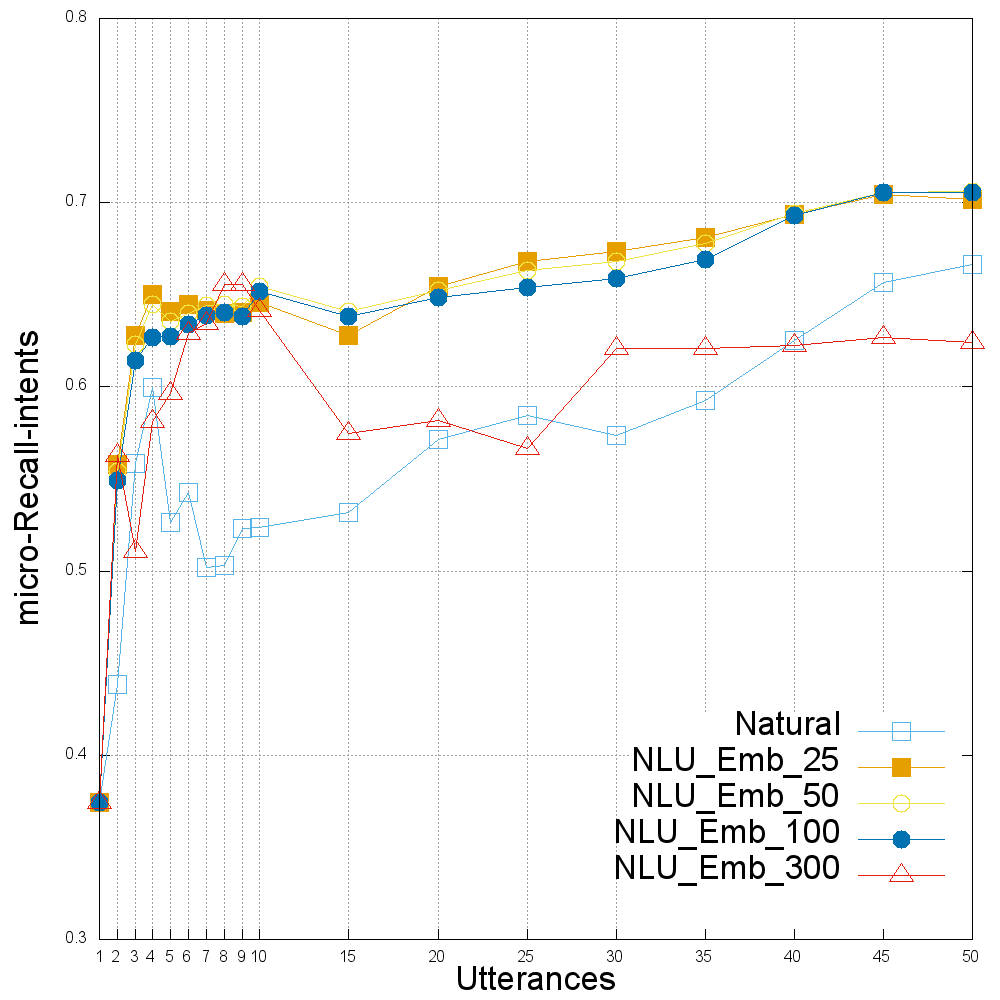 0.8
0.7
0.6
0.5
0.4
0.3
micro-Recall-intents
Natural
NLU_Emb_25
NLU_Emb_50
NLU_Emb_100
NLU_Emb_300
1 2 3 4 5 6 7 8 9 10 15 20 25 30 35 40 45 50
Utterances